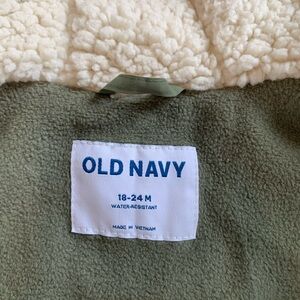 OLD NAVY
18-24 M
WATER-RESISTANT
MADE IN VIETNAM